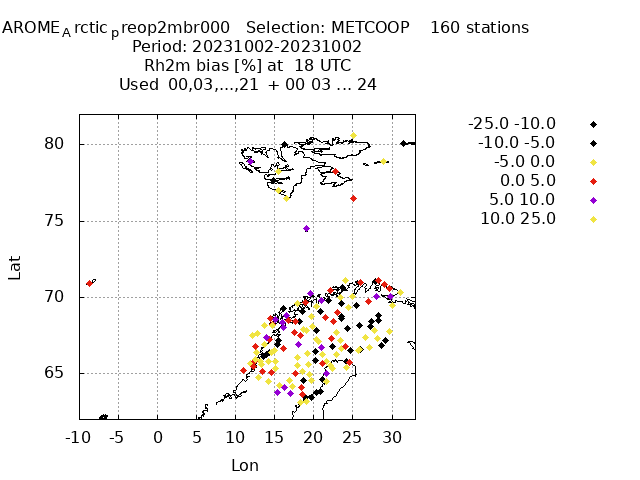 AROME_Arctic_preop2mbr000 Selection: METCOOP 160 stations
Period: 20231002-20231002
Rh2m bias [%] at 18 UTC
Used 00,03,...,21 + 00 03 ... 24
-25.0 -10.0
-10.0 -5.0
-5.0 0.0
0.0 5.0
5.0 10.0
10.0 25.0
80
75
70
65
Lat
-10 -5 0 5 10 15 20 25 30
Lon